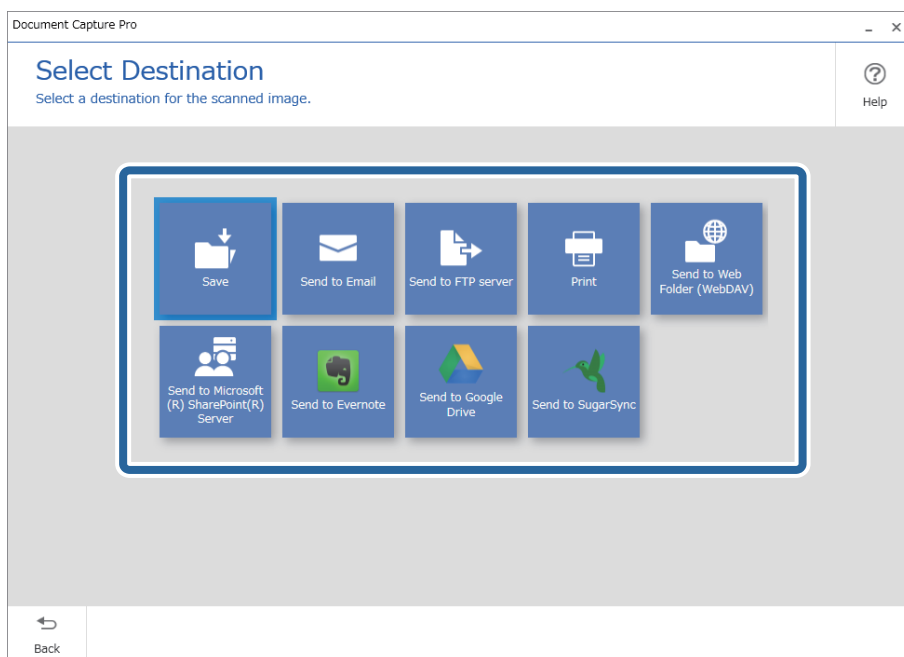 Document Capture Pro
Select Destination
Select a destination for the scanned image.
Help
Save
Send to Email
Send to FTP server
Print
Send to Web
Folder (WebDAV)
Send to Microsoft
(R) SharePoint(R)
Server
Send to Evernote
Send to Google
Drive
Send to SugarSync
Back